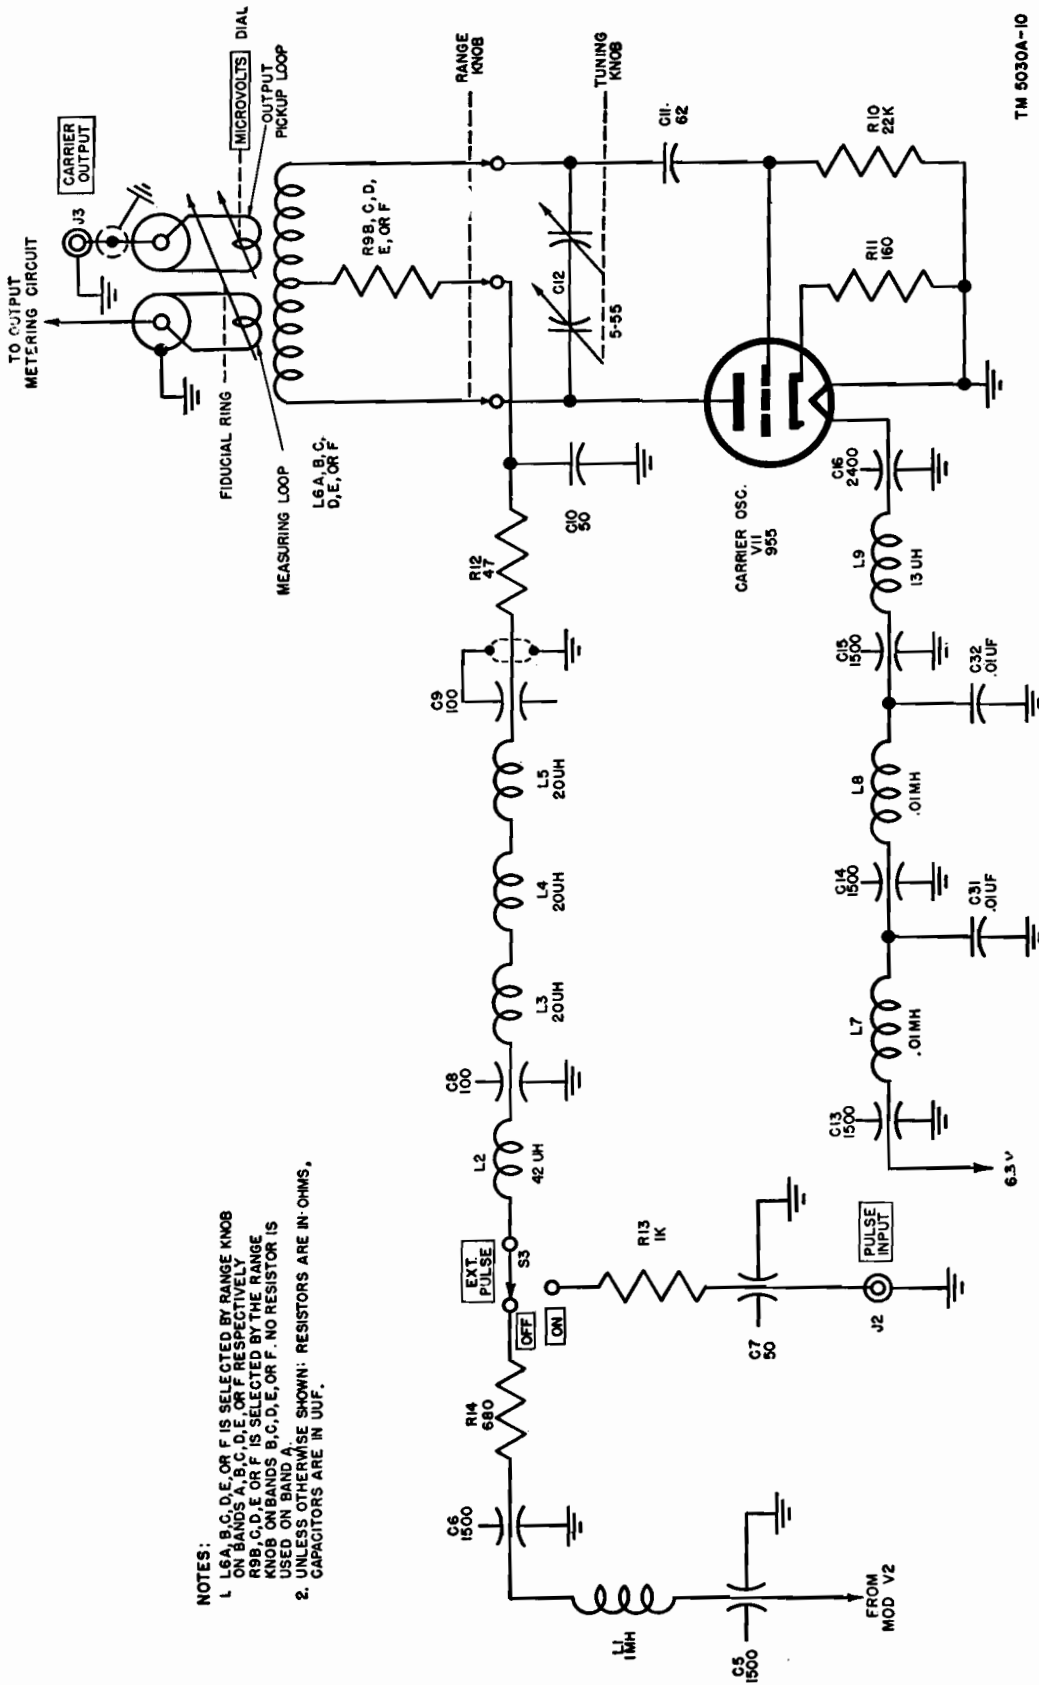 NOTES:
1. L6A, B, C, D, E, OR F IS SELECTED BY RANGE KNOB
ON BANDS A, B, C, D, E, OR F RESPECTIVELY
R9B, C, D, E OR F IS SELECTED BY THE RANGE
KNOB ON BANDS B, C, D, E, OR F. NO RESISTOR IS
USED ON BAND A.
2. UNLESS OTHERWISE SHOWN: RESISTORS ARE IN OHMS,
CAPACITORS ARE IN UUF.
TO OUTPUT
METERING CIRCUIT
J3
CARRIER
OUTPUT
MICROVOLTS DIAL
OUTPUT
PICKUP LOOP
FIDUCIAL RING
MEASURING LOOP
L6A, B, C,
D, E, OR F
R9B, C, D,
E, OR F
RANGE
KNOB
TUNING
KNOB
C12
5-55
C11
62
R10
22K
R11
160
CARRIER OSC.
V11
955
C10
50
R12
47
C9
100
L5
20UH
L4
20UH
L3
20UH
C8
100
L2
42 UH
EXT.
PULSE
S3
OFF
ON
R14
680
C6
1500
L1
1MH
C5
1500
FROM
MOD V2
R13
1K
C7
50
J2
PULSE
INPUT
6.3V
C13
1500
L7
.01MH
C31
.01UF
C14
1500
L8
.01MH
C32
.01UF
C15
1500
L9
13 UH
C16
2400
TM 5030A-10